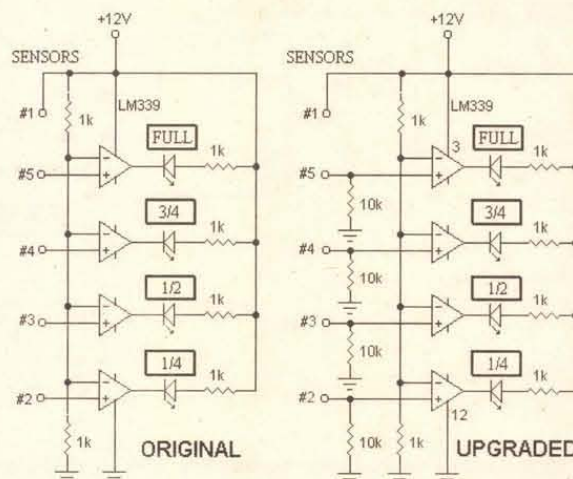 +12V
SENSORS
#1
1k
LM339
FULL
1k
#5
3/4
1k
#4
1/2
1k
#3
1/4
1k
#2
1k
ORIGINAL
+12V
SENSORS
#1
1k
LM339
FULL
3
1k
#5
10k
3/4
1k
#4
10k
1/2
1k
#3
10k
1/4
1k
#2
12
10k
1k
UPGRADED